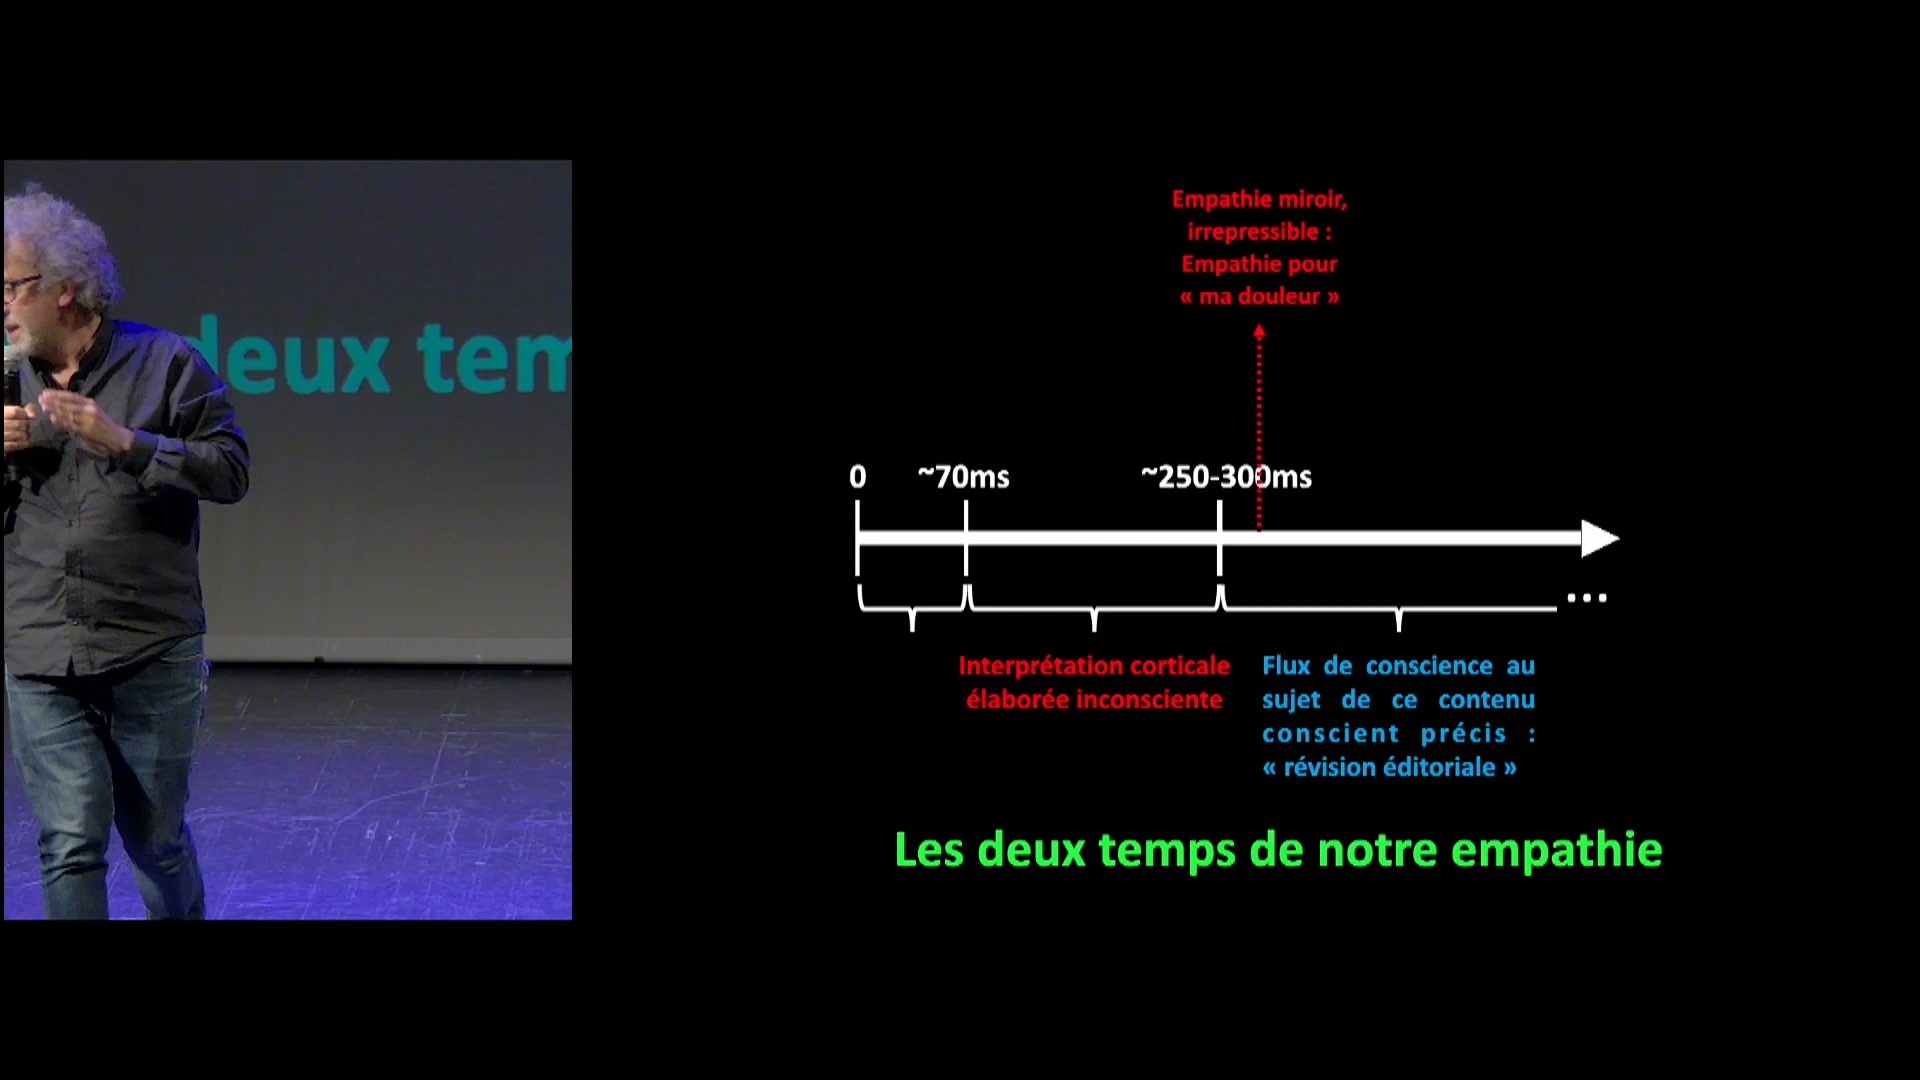 deux tem
Empathie miroir,
irrepressible :
Empathie pour
« ma douleur »
0 ~70ms ~250-300ms
...
Interprétation corticale
élaborée inconsciente
Flux de conscience au
sujet de ce contenu
conscient précis :
« révision éditoriale »
Les deux temps de notre empathie